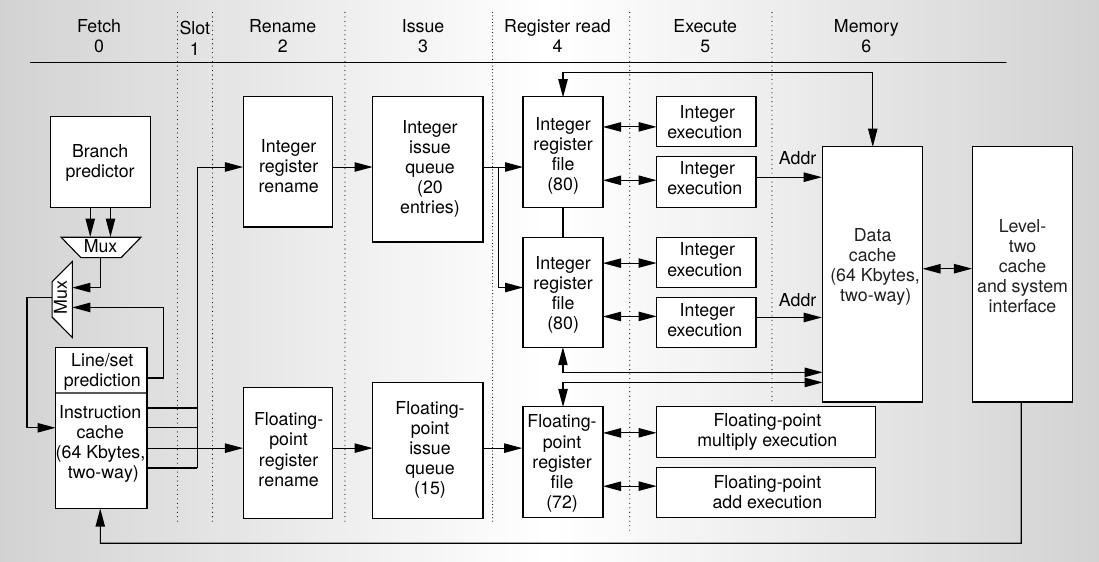 Fetch
0
Slot
1
Rename
2
Issue
3
Register read
4
Execute
5
Memory
6
Branch
predictor
Mux
Mux
Line/set
prediction
Instruction
cache
(64 Kbytes,
two-way)
Integer
register
rename
Floating-
point
register
rename
Integer
issue
queue
(20
entries)
Floating-
point
issue
queue
(15)
Integer
register
file
(80)
Integer
register
file
(80)
Floating-
point
register
file
(72)
Integer
execution
Integer
execution
Integer
execution
Integer
execution
Addr
Addr
Floating-point
multiply execution
Floating-point
add execution
Data
cache
(64 Kbytes,
two-way)
Level-
two
cache
and system
interface